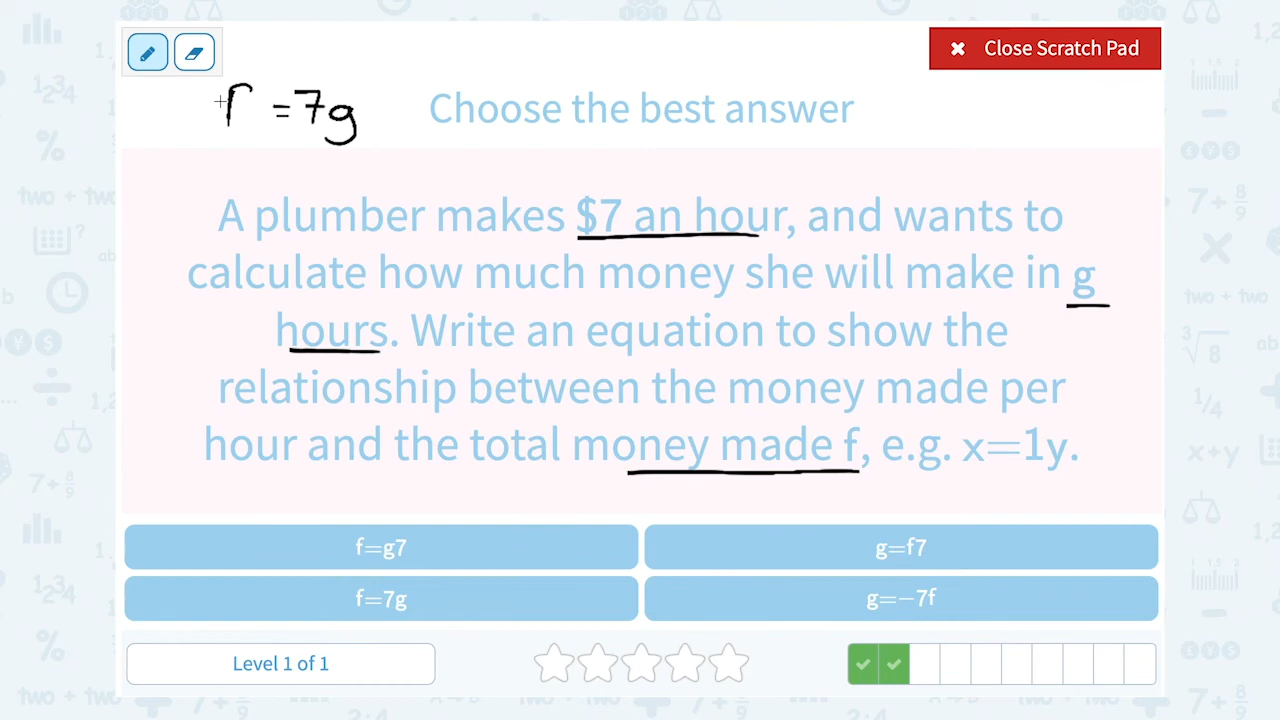 Close Scratch Pad
f =7g
Choose the best answer
A plumber makes $7 an hour, and wants to
calculate how much money she will make in g
hours. Write an equation to show the
relationship between the money made per
hour and the total money made f, e.g. x=1y.
f=g7
g=f7
f=7g
g=−7f
Level 1 of 1